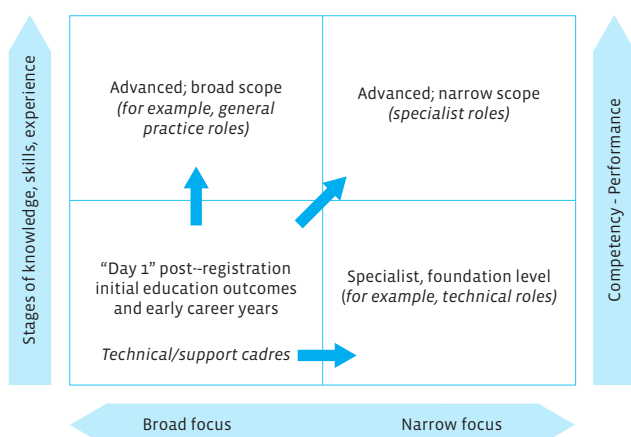 Stages of knowledge, skills, experience
Advanced; broad scope
(for example, general
practice roles)
Advanced; narrow scope
(specialist roles)
Competency - Performance
“Day 1” post--registration
initial education outcomes
and early career years
Technical/support cadres
Specialist, foundation level
(for example, technical roles)
Broad focus
Narrow focus